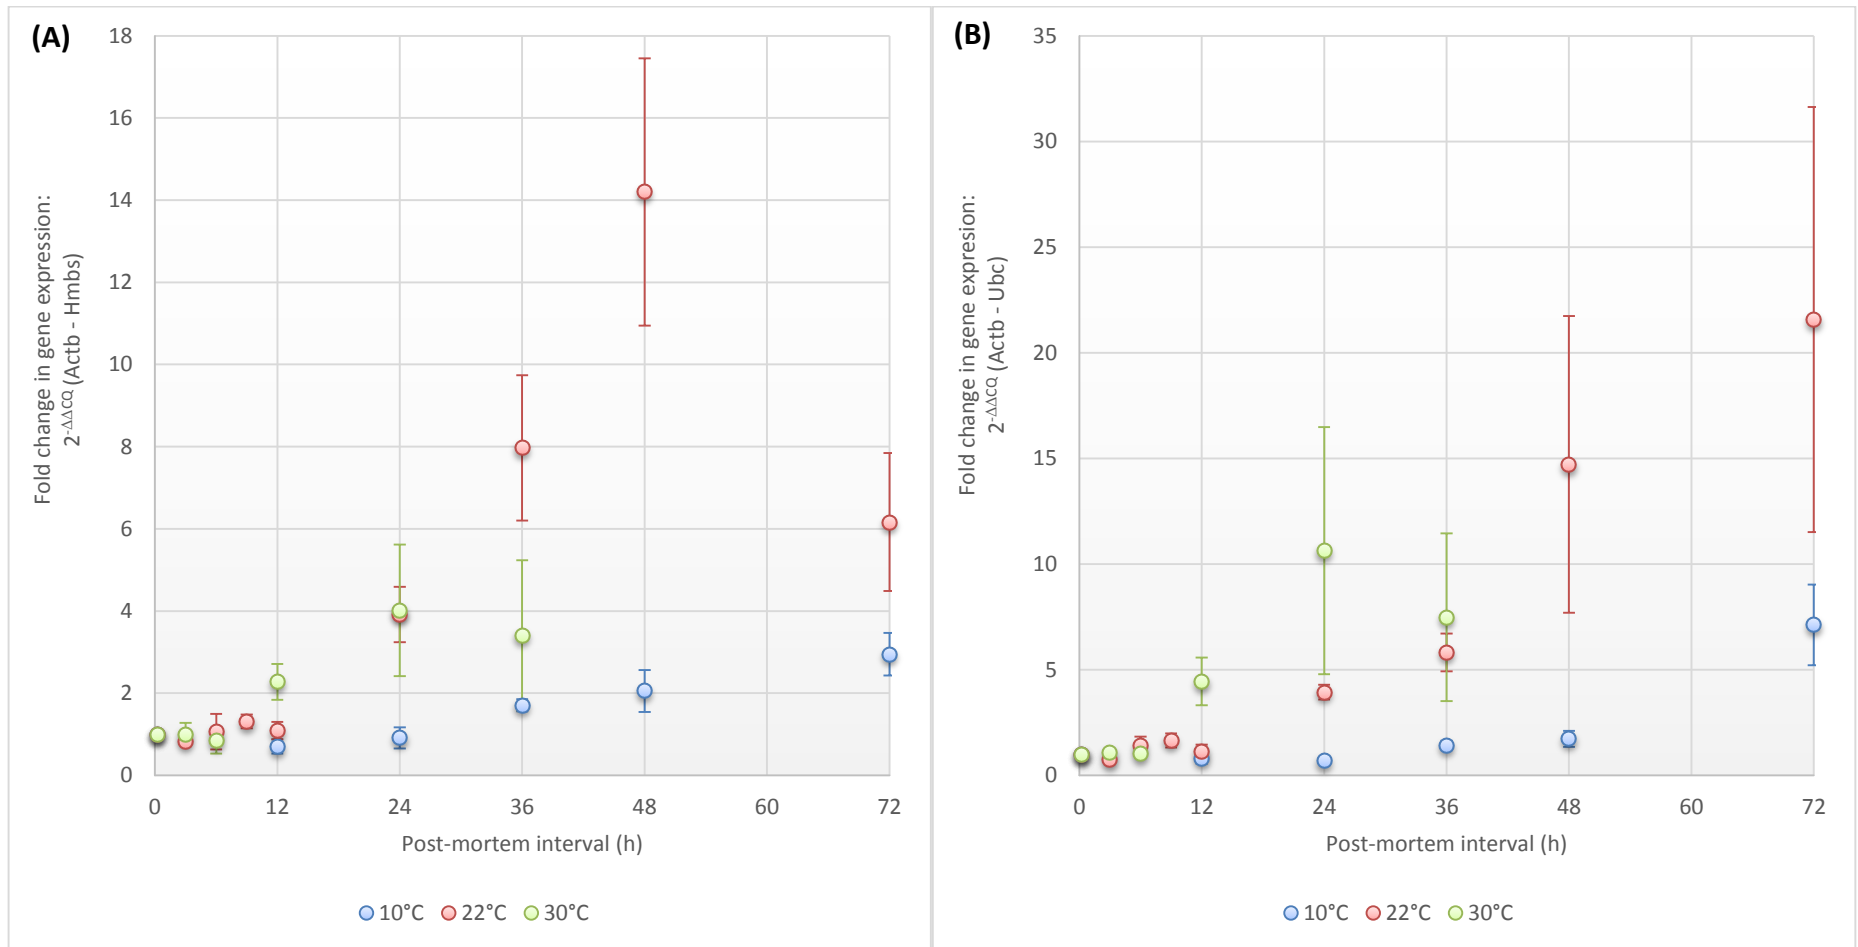 (A)
18
16
14
12
10
8
6
4
2
0
Fold change in gene expression:
2-ΔΔCQ (Actb - Hmbs)
0 12 24 36 48 60 72
Post-mortem interval (h)
10°C 22°C 30°C
(B)
35
30
25
20
15
10
5
0
Fold change in gene expresion:
2-ΔΔCQ (Actb - Ubc)
0 12 24 36 48 60 72
Post-mortem interval (h)
10°C 22°C 30°C